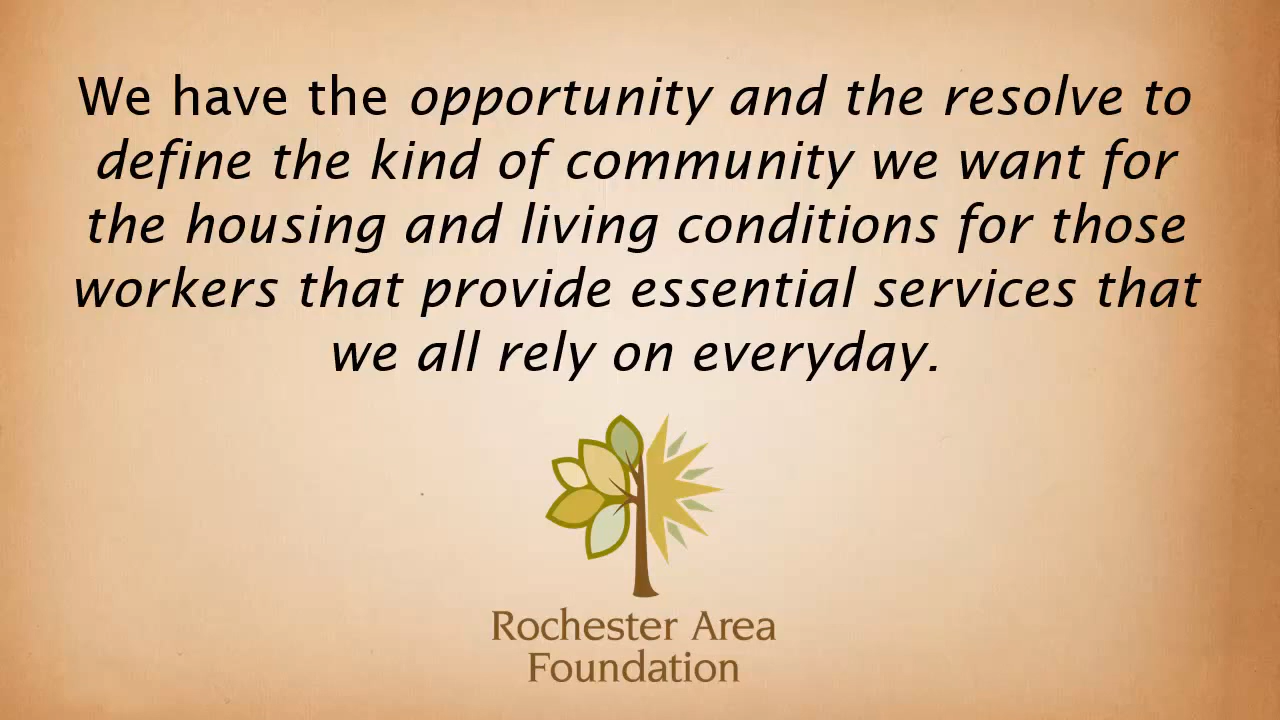 We have the opportunity and the resolve to
define the kind of community we want for
the housing and living conditions for those
workers that provide essential services that
we all rely on everyday.
Rochester Area
Foundation